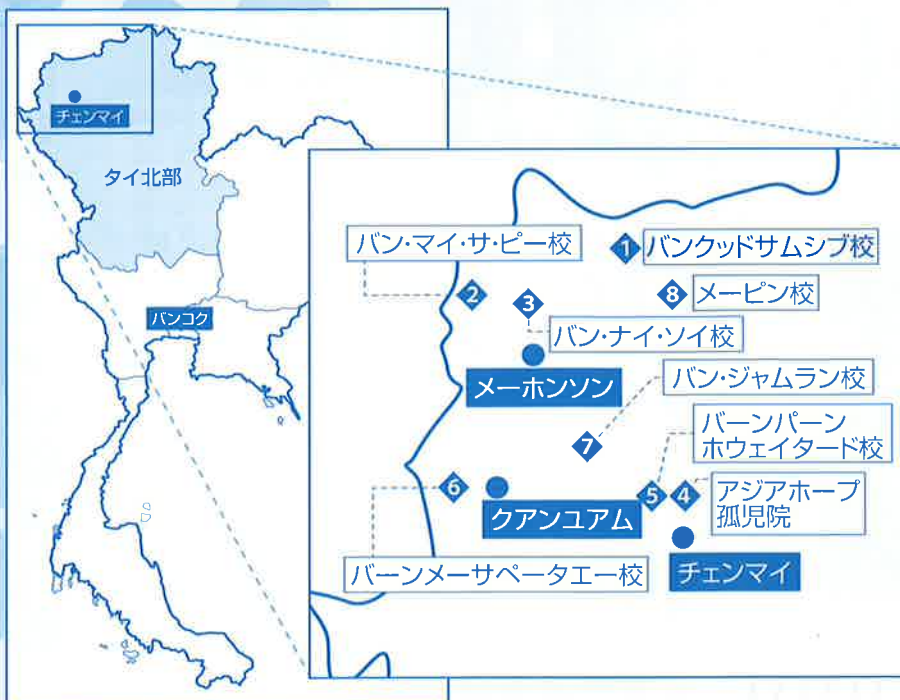 チェンマイ
タイ北部
バンコク
バン・マイ・サ・ピー校
1
バンクッドサムシブ校
2
3
8
メーピン校
バン・ナイ・ソイ校
メーホンソン
バン・ジャムラン校
7
バーンパーン
ホウェイタード校
6
クアンユアム
5
4
アジアホープ
孤児院
バーンメーサペータエー校
チェンマイ